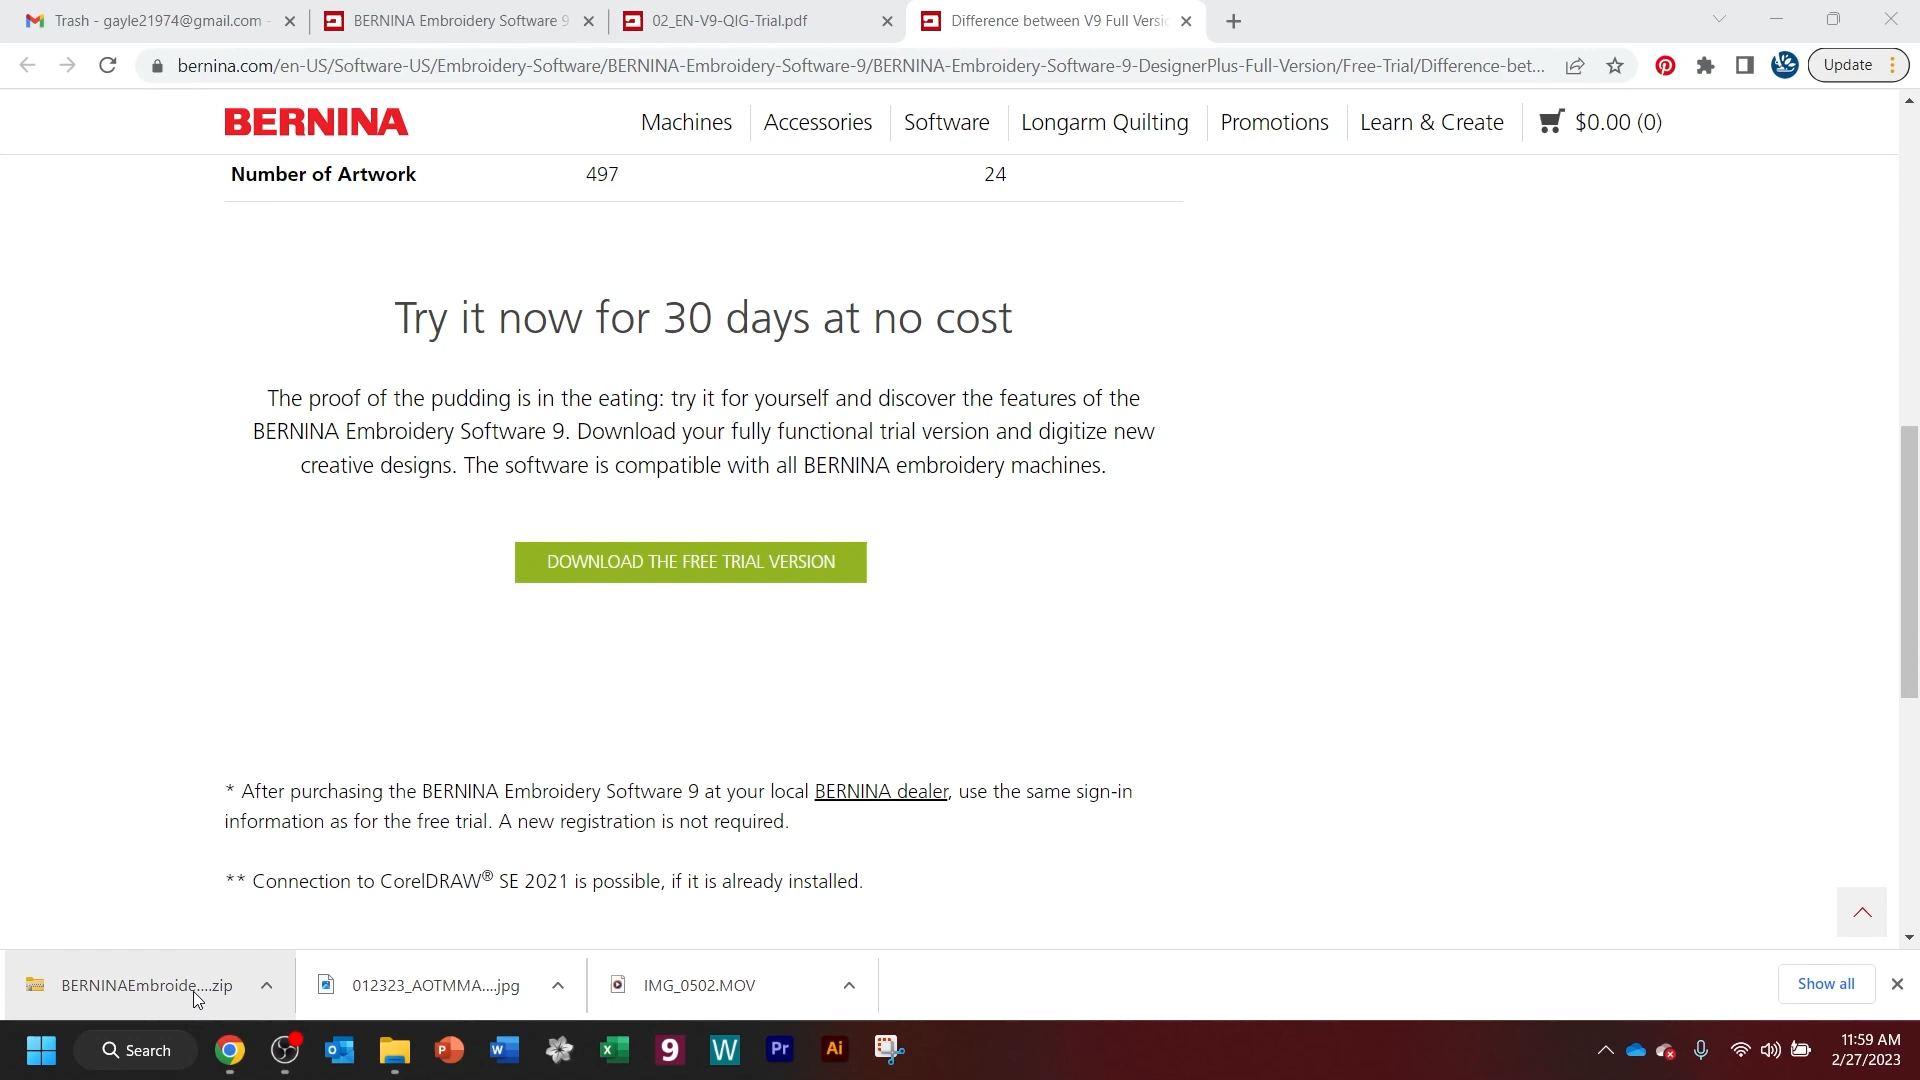 Trash - gayle21974@gmail.com -
BERNINA Embroidery Software 9
02_EN-V9-QIG-Trial.pdf
Difference between V9 Full Versio
bernina.com/en-US/Software-US/Embroidery-Software/BERNINA-Embroidery-Software-9/BERNINA-Embroidery-Software-9-DesignerPlus-Full-Version/Free-Trial/Difference-bet...
Update
BERNINA
Machines
Accessories
Software
Longarm Quilting
Promotions
Learn & Create
$0.00 (0)
Number of Artwork 497 24
Try it now for 30 days at no cost
The proof of the pudding is in the eating: try it for yourself and discover the features of the
BERNINA Embroidery Software 9. Download your fully functional trial version and digitize new
creative designs. The software is compatible with all BERNINA embroidery machines.
DOWNLOAD THE FREE TRIAL VERSION
* After purchasing the BERNINA Embroidery Software 9 at your local BERNINA dealer, use the same sign-in
information as for the free trial. A new registration is not required.
** Connection to CorelDRAW® SE 2021 is possible, if it is already installed.
BERNINAEmbroide....zip
012323_AOTMMA....jpg
IMG_0502.MOV
Show all
Search
9
W
Pr
Ai
11:59 AM
2/27/2023